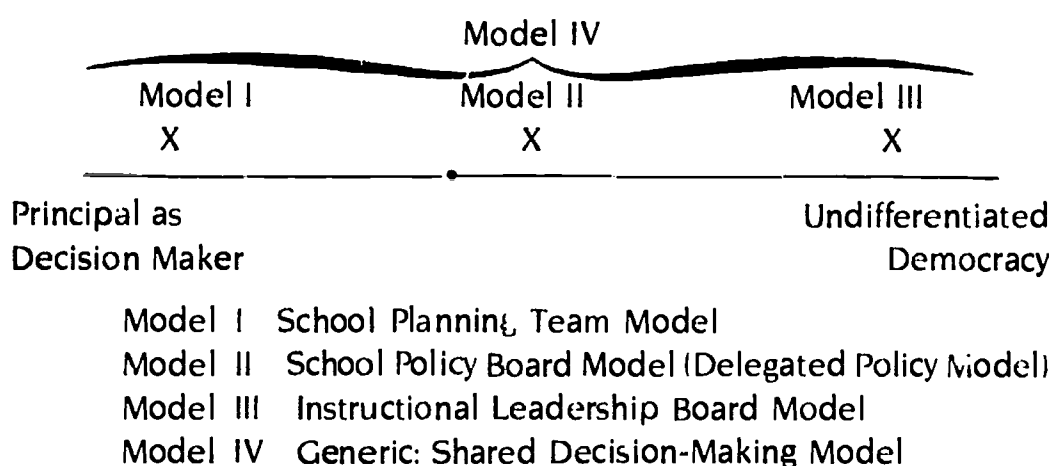 Model IV
Model I Model II Model III
X X X
Principal as Undifferentiated
Decision Maker Democracy
Model I School Planning Team Model
Model II School Policy Board Model (Delegated Policy Model)
Model III Instructional Leadership Board Model
Model IV Generic: Shared Decision-Making Model